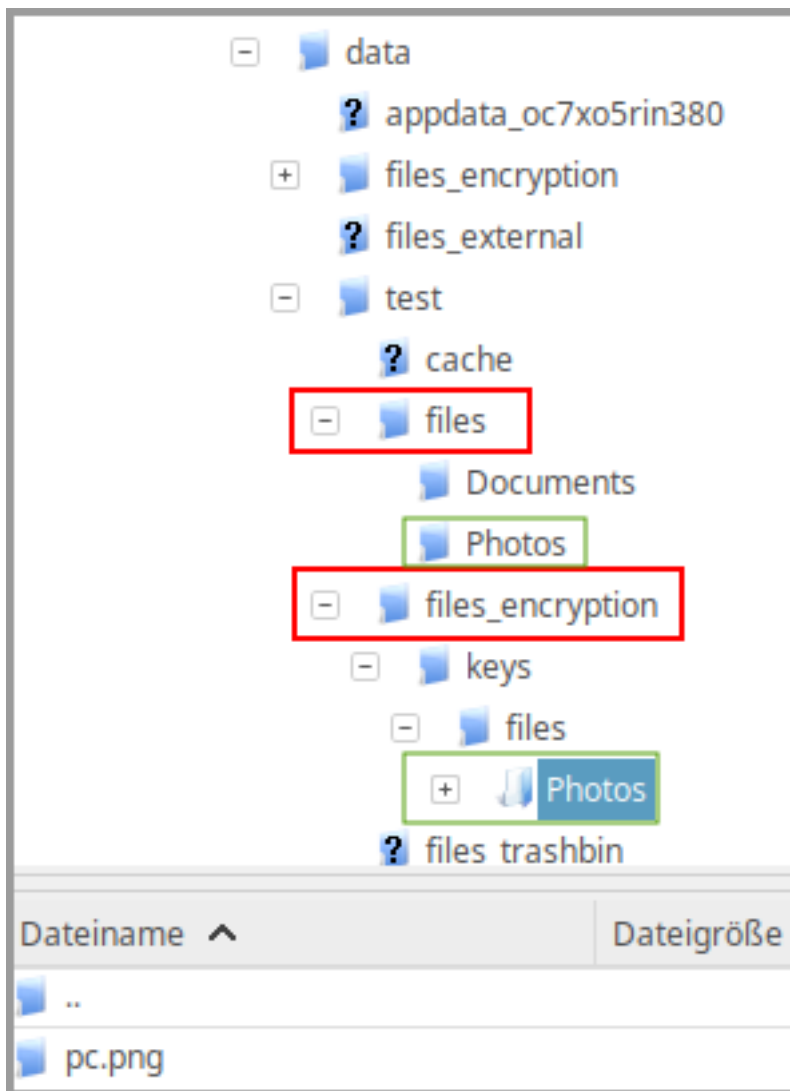 data
appdata_oc7xo5rin380
files_encryption
files_external
test
cache
files
Documents
Photos
files_encryption
keys
files
Photos
files_trashbin
Dateiname Dateigröße
..
pc.png